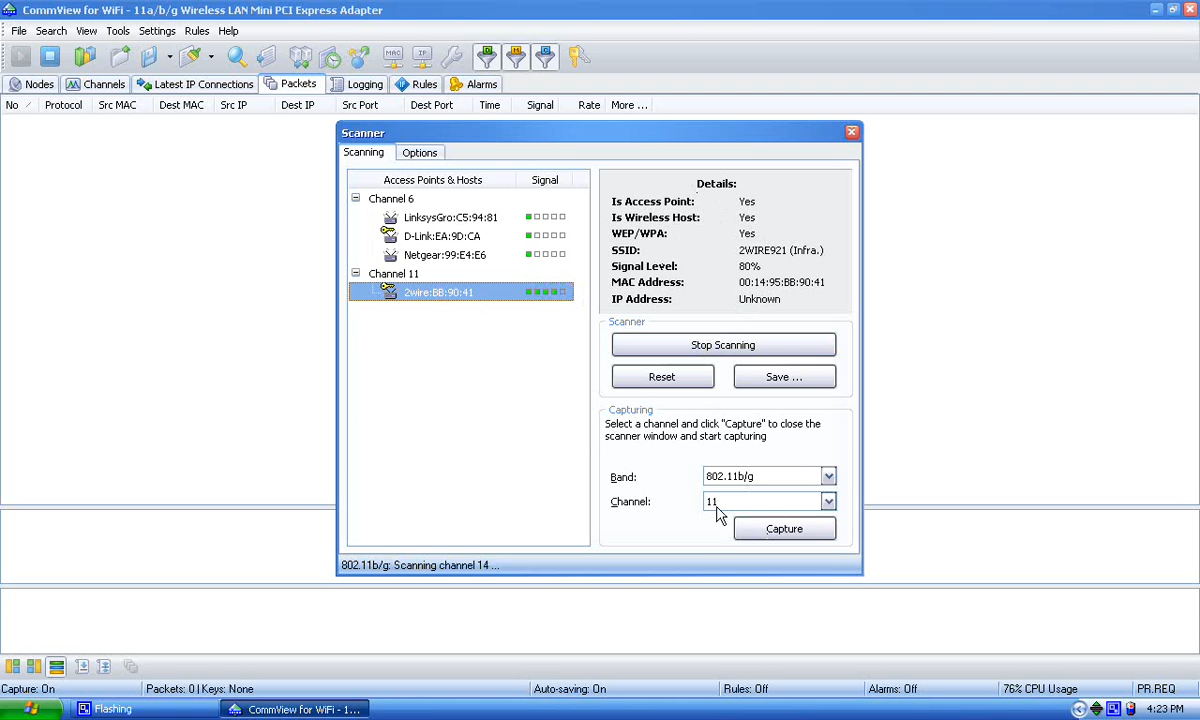 CommView for WiFi - 11a/b/g Wireless LAN Mini PCI Express Adapter
File Search View Tools Settings Rules Help
Nodes Channels Latest IP Connections Packets Logging Rules Alarms
No Protocol Src MAC Dest MAC Src IP Dest IP Src Port Dest Port Time Signal Rate More ...
Scanner
Scanning Options
Access Points & Hosts Signal
Channel 6
LinksysGro:C5:94:81
D-Link:EA:9D:CA
Netgear:99:E4:E6
Channel 11
2wire:BB:90:41
Details:
Is Access Point: Yes
Is Wireless Host: Yes
WEP/WPA: Yes
SSID: 2WIRE921 (Infra.)
Signal Level: 80%
MAC Address: 00:14:95:BB:90:41
IP Address: Unknown
Scanner
Stop Scanning
Reset Save ...
Capturing
Select a channel and click "Capture" to close the
scanner window and start capturing
Band: 802.11b/g
Channel: 11
Capture
802.11b/g: Scanning channel 14 ...
Capture: On Packets: 0 | Keys: None Auto-saving: On Rules: Off Alarms: Off 76% CPU Usage PR.REQ
Flashing CommView for WiFi - 1... 4:23 PM